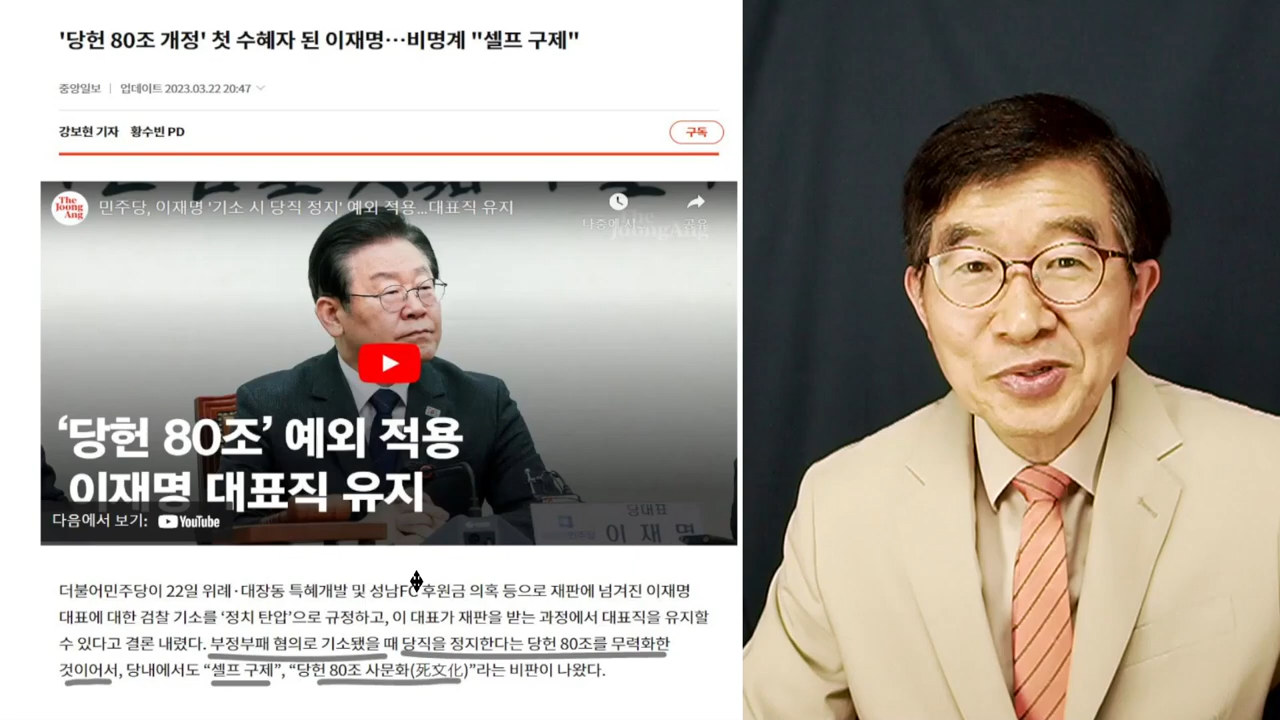 '당헌 80조 개정' 첫 수혜자 된 이재명…비명계 "셀프 구제"
중앙일보 | 업데이트 2023.03.22 20:47
강보현 기자 황수빈 PD
구독
The JoongAng
민주당, 이재명 '기소 시 당직 정지' 예외 적용...대표직 유지
공유
The JoongAng
‘당헌 80조’ 예외 적용
이재명 대표직 유지
다음에서 보기: YouTube
당대표
이재명
더불어민주당이 22일 위례·대장동 특혜개발 및 성남FC 후원금 의혹 등으로 재판에 넘겨진 이재명
대표에 대한 검찰 기소를 ‘정치 탄압’으로 규정하고, 이 대표가 재판을 받는 과정에서 대표직을 유지할
수 있다고 결론 내렸다. 부정부패 혐의로 기소됐을 때 당직을 정지한다는 당헌 80조를 무력화한
것이어서, 당내에서도 “셀프 구제”, “당헌 80조 사문화(死文化)”라는 비판이 나왔다.